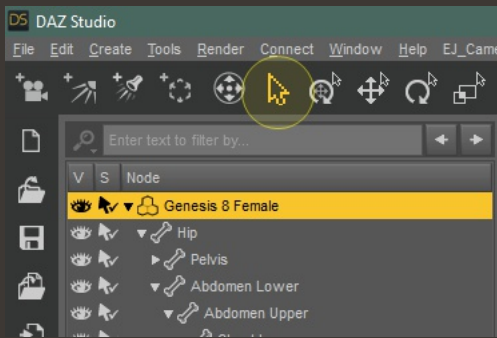 DS DAZ Studio
File Edit Create Tools Render Connect Window Help EJ_Came
Enter text to filter by...
V S Node
Genesis 8 Female
Hip
Pelvis
Abdomen Lower
Abdomen Upper